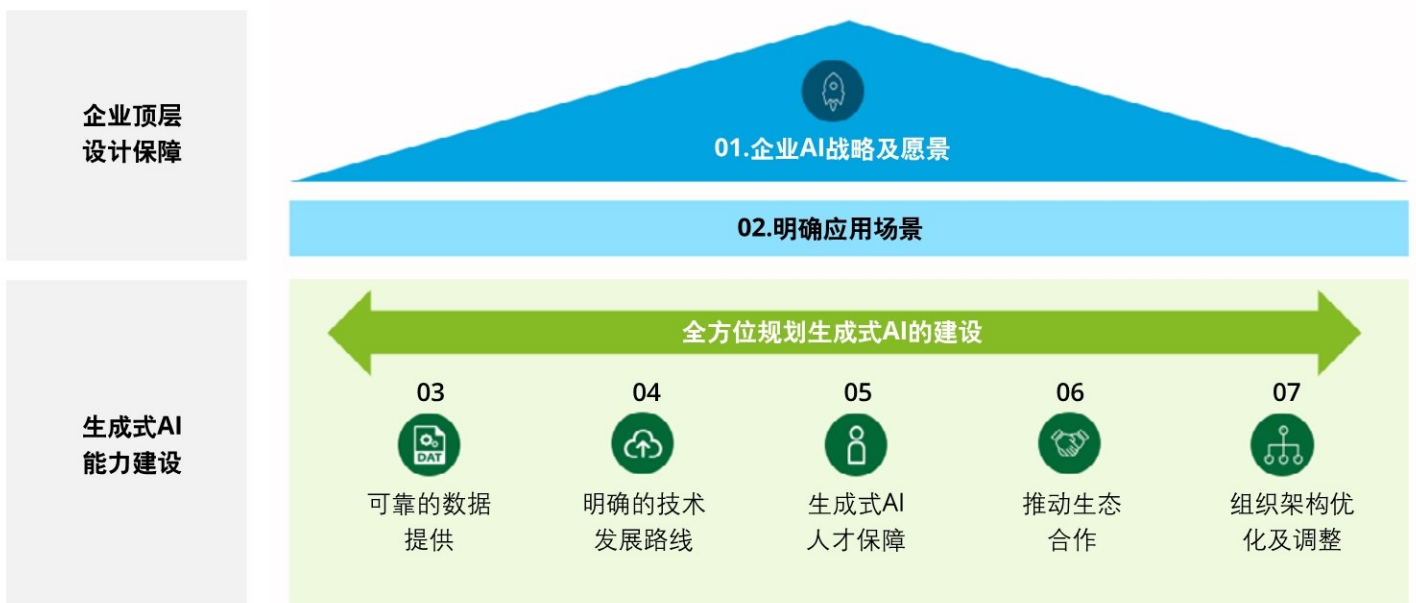 企业顶层
设计保障
01.企业AI战略及愿景
02.明确应用场景
生成式AI
能力建设
全方位规划生成式AI的建设
03
04
05
06
07
DAT
可靠的数据
提供
明确的技术
发展路线
生成式AI
人才保障
推动生态
合作
组织架构优
化及调整